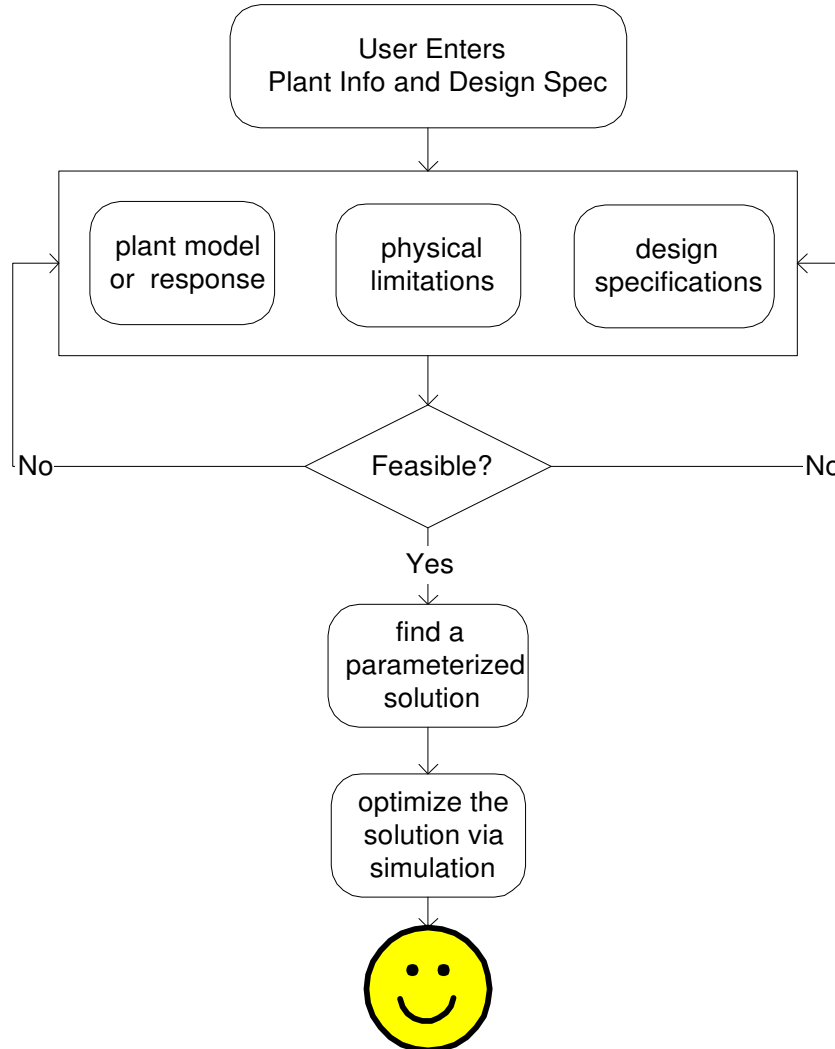 User Enters
Plant Info and Design Spec
plant model
or response
physical
limitations
design
specifications
No
Feasible?
No
Yes
find a
parameterized
solution
optimize the
solution via
simulation